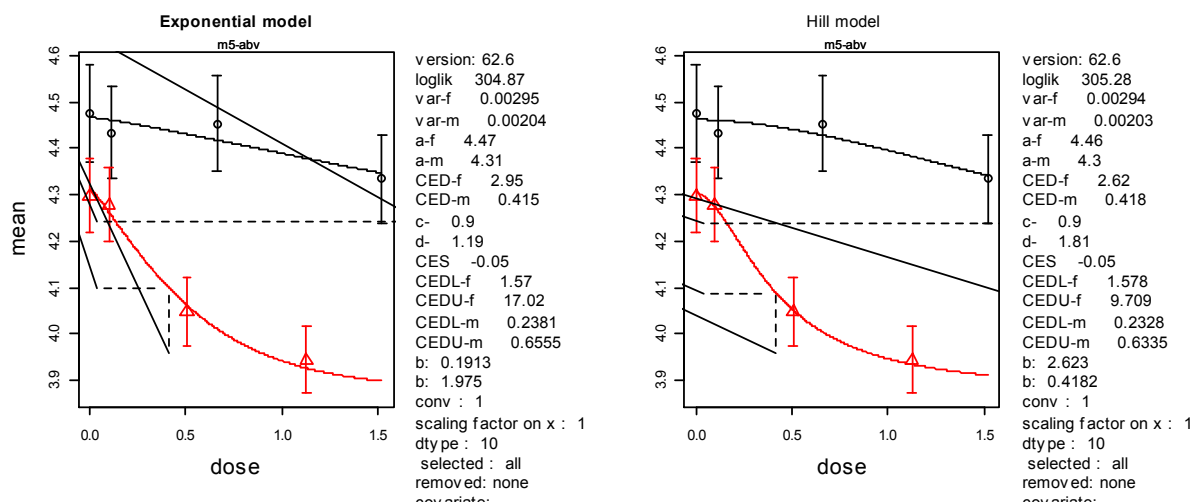 Exponential model
m5-abv
mean
4.6
4.5
4.4
4.3
4.2
4.1
4.0
3.9
0.0 0.5 1.0 1.5
dose
version: 62.6
loglik 304.87
var-f 0.00295
var-m 0.00204
a-f 4.47
a-m 4.31
CED-f 2.95
CED-m 0.415
c- 0.9
d- 1.19
CES -0.05
CEDL-f 1.57
CEDU-f 17.02
CEDL-m 0.2381
CEDU-m 0.6555
b: 0.1913
b: 1.975
conv : 1
scaling factor on x : 1
dtype : 10
selected : all
removed: none
covariate:
Hill model
m5-abv
4.6
4.5
4.4
4.3
4.2
4.1
4.0
3.9
0.0 0.5 1.0 1.5
dose
version: 62.6
loglik 305.28
var-f 0.00294
var-m 0.00203
a-f 4.46
a-m 4.3
CED-f 2.62
CED-m 0.418
c- 0.9
d- 1.81
CES -0.05
CEDL-f 1.578
CEDU-f 9.709
CEDL-m 0.2328
CEDU-m 0.6335
b: 2.623
b: 0.4182
conv : 1
scaling factor on x : 1
dtype : 10
selected : all
removed: none
covariate: